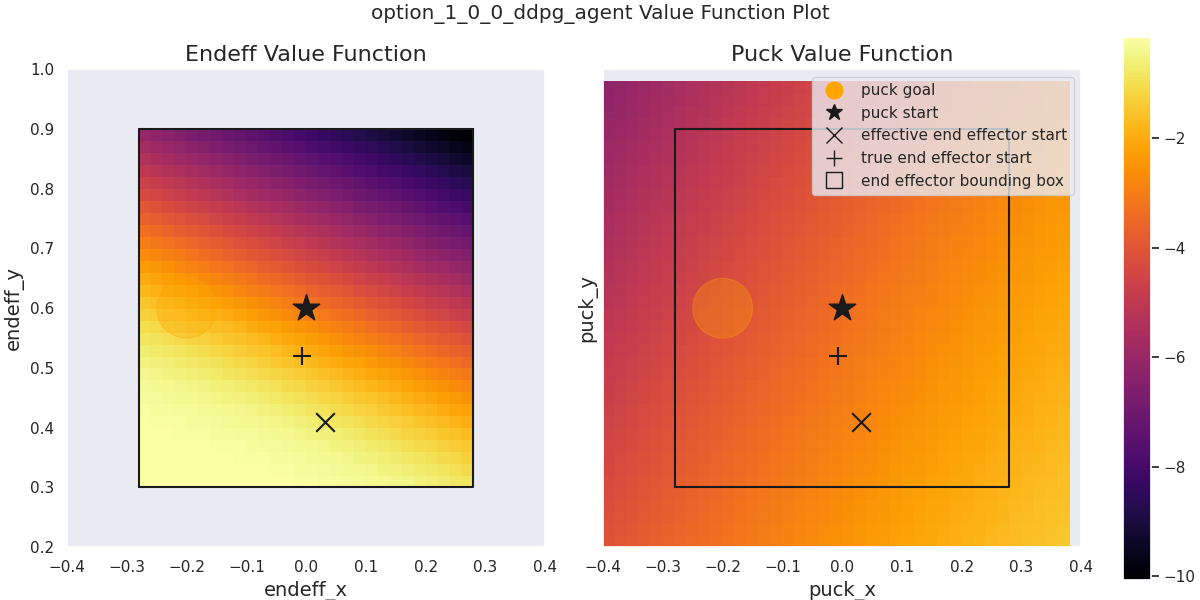 option_1_0_0_ddpg_agent Value Function Plot
Endeff Value Function
1.0
0.9
0.8
0.7
0.6
0.5
0.4
0.3
0.2
endeff_y
−0.4 −0.3 −0.2 −0.1 0.0 0.1 0.2 0.3 0.4
endeff_x
Puck Value Function
puck goal
puck start
effective end effector start
true end effector start
end effector bounding box
puck_y
−0.4 −0.3 −0.2 −0.1 0.0 0.1 0.2 0.3 0.4
puck_x
−2
−4
−6
−8
−10